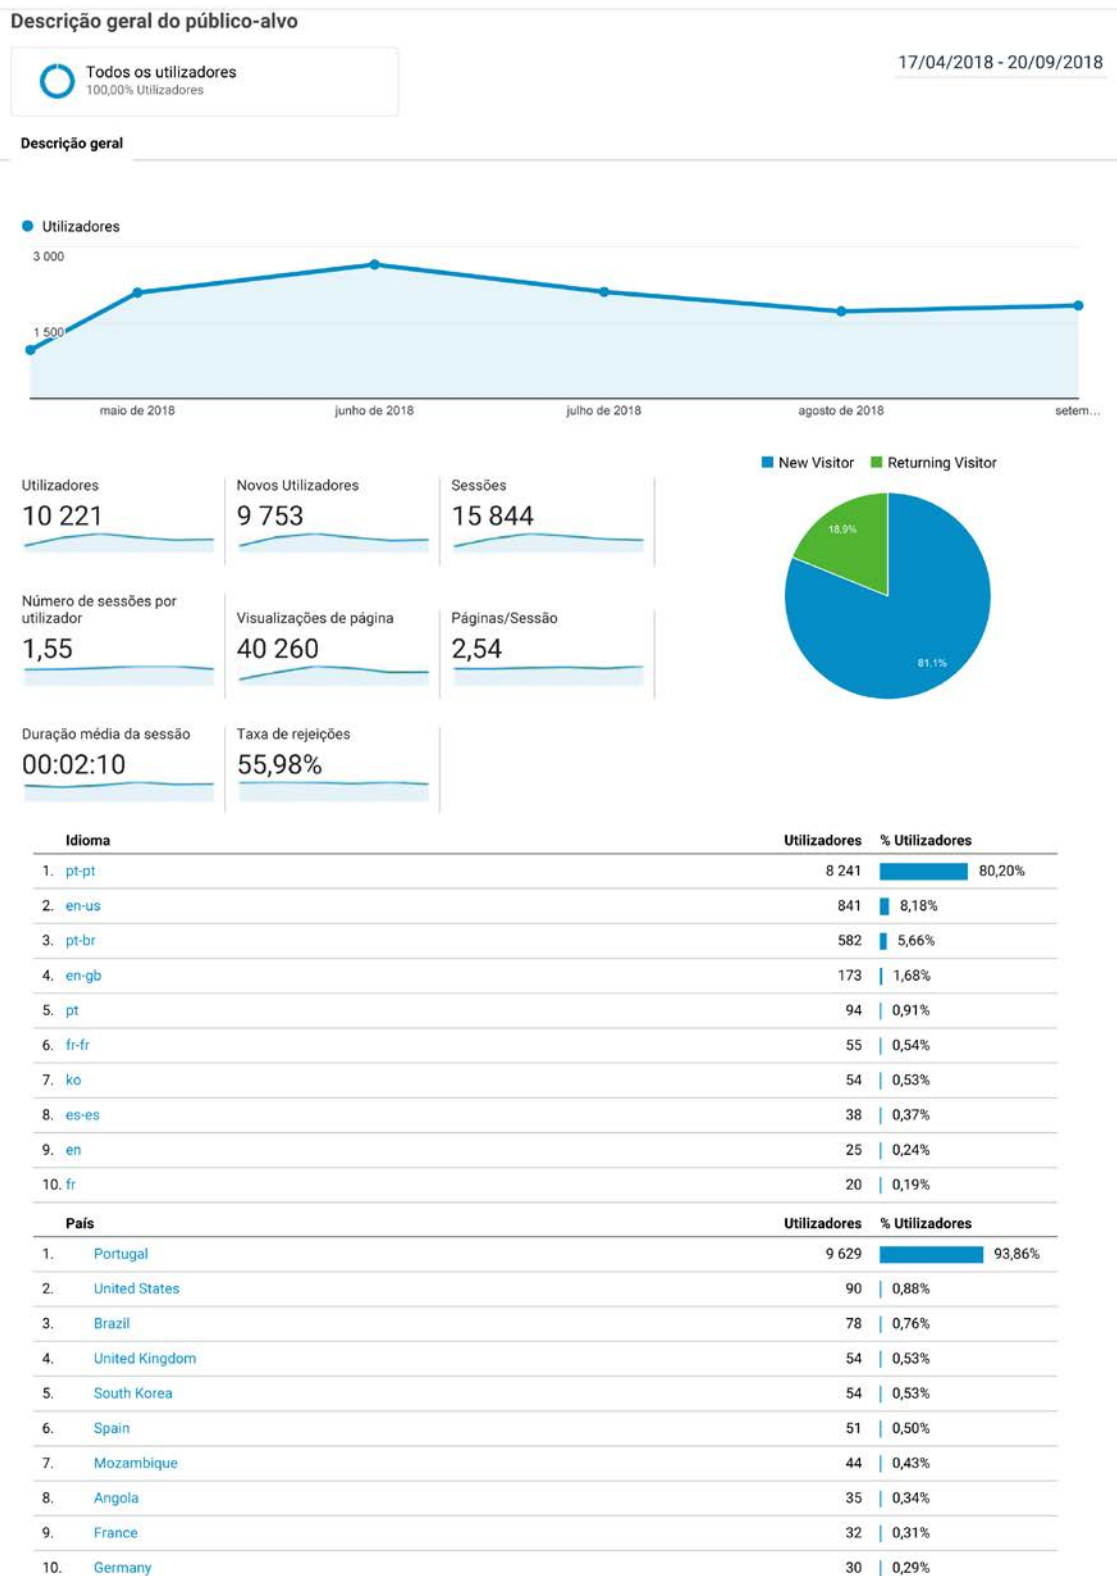 Descrição geral do público-alvo
Todos os utilizadores
100,00% Utilizadores
17/04/2018 - 20/09/2018
Descrição geral
Utilizadores
3 000
1 500
maio de 2018 junho de 2018 julho de 2018 agosto de 2018 setem...
New Visitor Returning Visitor
Utilizadores Novos Utilizadores Sessões
10 221 9 753 15 844
18,9%
81,1%
Número de sessões por
utilizador Visualizações de página Páginas/Sessão
1,55 40 260 2,54
Duração média da sessão Taxa de rejeições
00:02:10 55,98%
Idioma Utilizadores % Utilizadores
1. pt-pt 8 241 80,20%
2. en-us 841 8,18%
3. pt-br 582 5,66%
4. en-gb 173 1,68%
5. pt 94 0,91%
6. fr-fr 55 0,54%
7. ko 54 0,53%
8. es-es 38 0,37%
9. en 25 0,24%
10. fr 20 0,19%
País Utilizadores % Utilizadores
1. Portugal 9 629 93,86%
2. United States 90 0,88%
3. Brazil 78 0,76%
4. United Kingdom 54 0,53%
5. South Korea 54 0,53%
6. Spain 51 0,50%
7. Mozambique 44 0,43%
8. Angola 35 0,34%
9. France 32 0,31%
10. Germany 30 0,29%